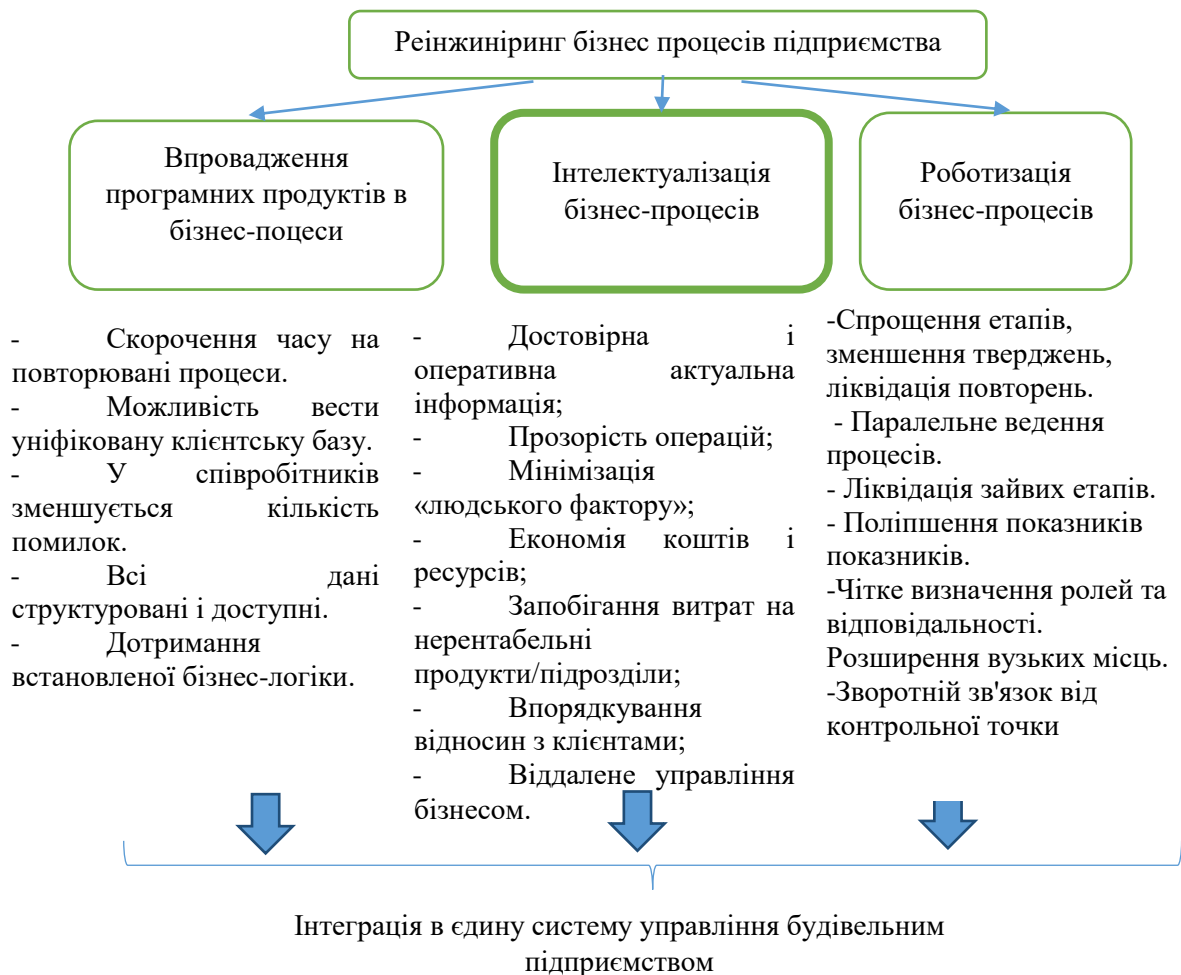 Реінжиніринг бізнес процесів підприємства
Впровадження
програмних продуктів в
бізнес-поцеси
Інтелектуалізація
бізнес-процесів
Роботизація
бізнес-процесів
- Скорочення часу на
повторювані процеси.
- Можливість вести
уніфіковану клієнтську базу.
- У співробітників
зменшується кількість
помилок.
- Всі дані
структуровані і доступні.
- Дотримання
встановленої бізнес-логіки.
- Достовірна і
оперативна актуальна
інформація;
- Прозорість операцій;
- Мінімізація
«людського фактору»;
- Економія коштів і
ресурсів;
- Запобігання витрат на
нерентабельні
продукти/підрозділи;
- Впорядкування
відносин з клієнтами;
- Віддалене управління
бізнесом.
-Спрощення етапів,
зменшення тверджень,
ліквідація повторень.
- Паралельне ведення
процесів.
- Ліквідація зайвих етапів.
- Поліпшення показників
показників.
-Чітке визначення ролей та
відповідальності.
Розширення вузьких місць.
-Зворотній зв'язок від
контрольної точки
Інтеграція в єдину систему управління будівельним
підприємством